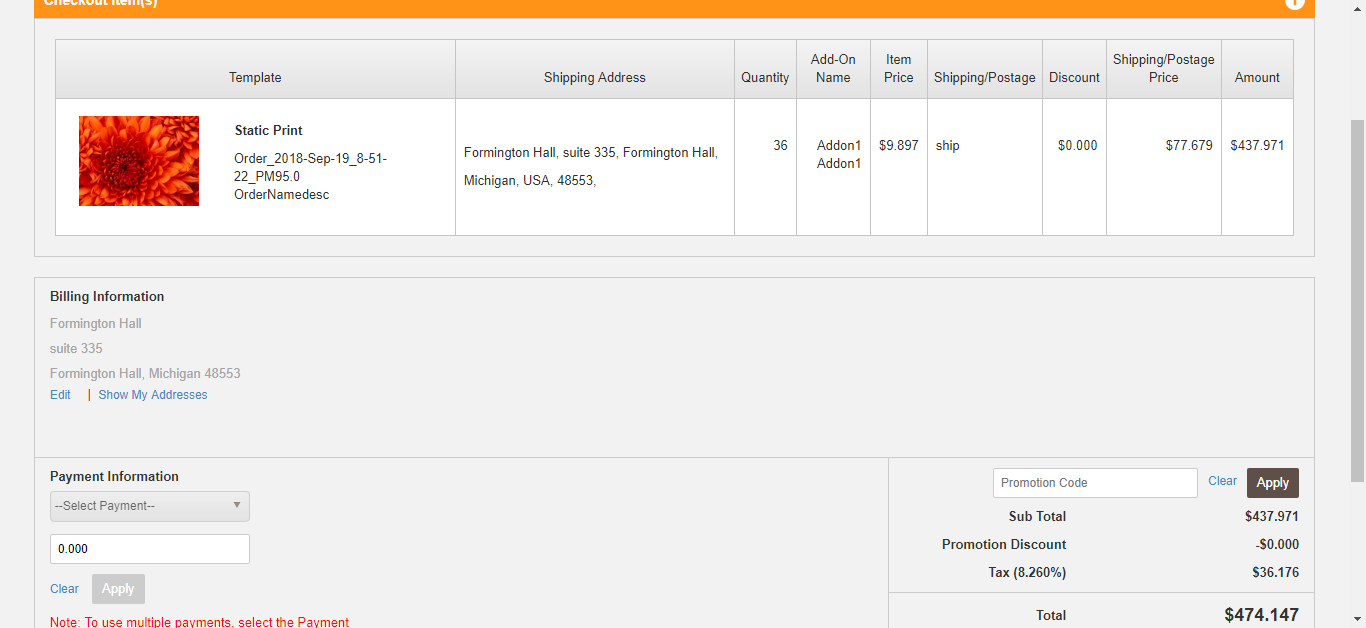 Checkout Item(s)
Template
Shipping Address
Quantity
Add-On
Name
Item
Price
Shipping/Postage
Discount
Shipping/Postage
Price
Amount
Static Print
Order_2018-Sep-19_8-51-
22_PM95.0
OrderNamedesc
Formington Hall, suite 335, Formington Hall,
Michigan, USA, 48553,
36
Addon1
Addon1
$9.897
ship
$0.000
$77.679
$437.971
Billing Information
Formington Hall
suite 335
Formington Hall, Michigan 48553
Edit | Show My Addresses
Payment Information
--Select Payment--
0.000
Clear Apply
Note: To use multiple payments, select the Payment
Promotion Code Clear Apply
Sub Total $437.971
Promotion Discount -$0.000
Tax (8.260%) $36.176
Total $474.147